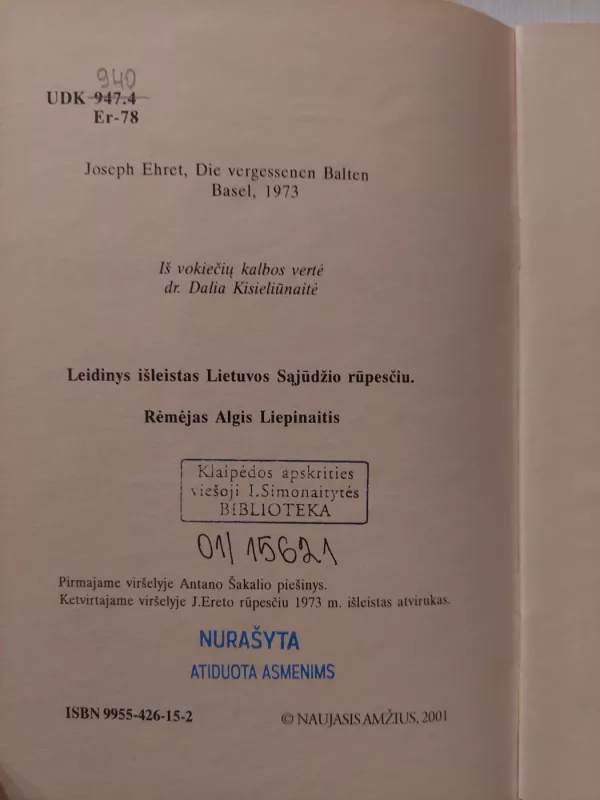 940
UDK 947.4
Er-78
Joseph Ehret, Die vergessenen Balten
Basel, 1973
Iš vokiečių kalbos vertė
dr. Dalia Kisieliūnaitė
Leidinys išleistas Lietuvos Sąjūdžio rūpesčiu.
Rėmėjas Algis Liepinaitis
Klaipėdos apskrities
viešoji I.Simonaitytės
BIBLIOTEKA
01/15621
Pirmajame viršelyje Antano Šakalio piešinys.
Ketvirtajame viršelyje J.Ereto rūpesčiu 1973 m. išleistas atvirukas.
NURAŠYTA
ATIDUOTA ASMENIMS
ISBN 9955-426-15-2
© NAUJASIS AMŽIUS, 2001